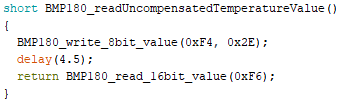 short BMP180_readUncompensatedTemperatureValue()
{
  BMP180_write_8bit_value(0xF4, 0x2E);
  delay(4.5);
  return BMP180_read_16bit_value(0xF6);
}